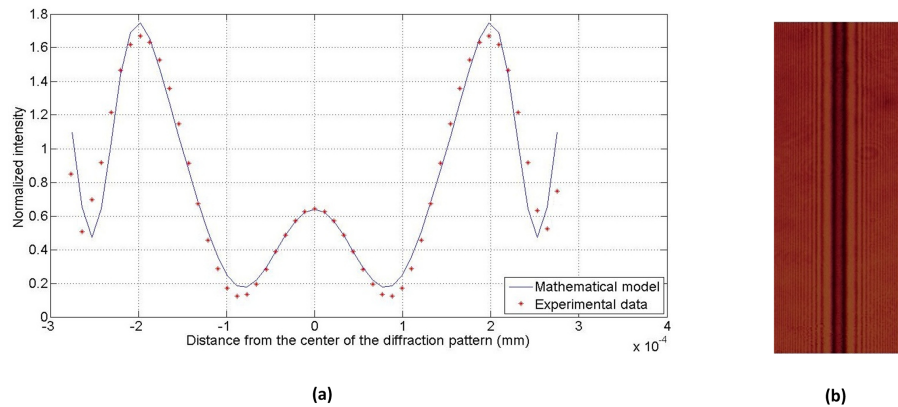 1.8
1.6
1.4
1.2
1
0.8
0.6
0.4
0.2
0
Normalized intensity
-3
-2
-1
0
1
2
3
4
Distance from the center of the diffraction pattern (mm)
x 10⁻⁴
Mathematical model
Experimental data
(a)
(b)